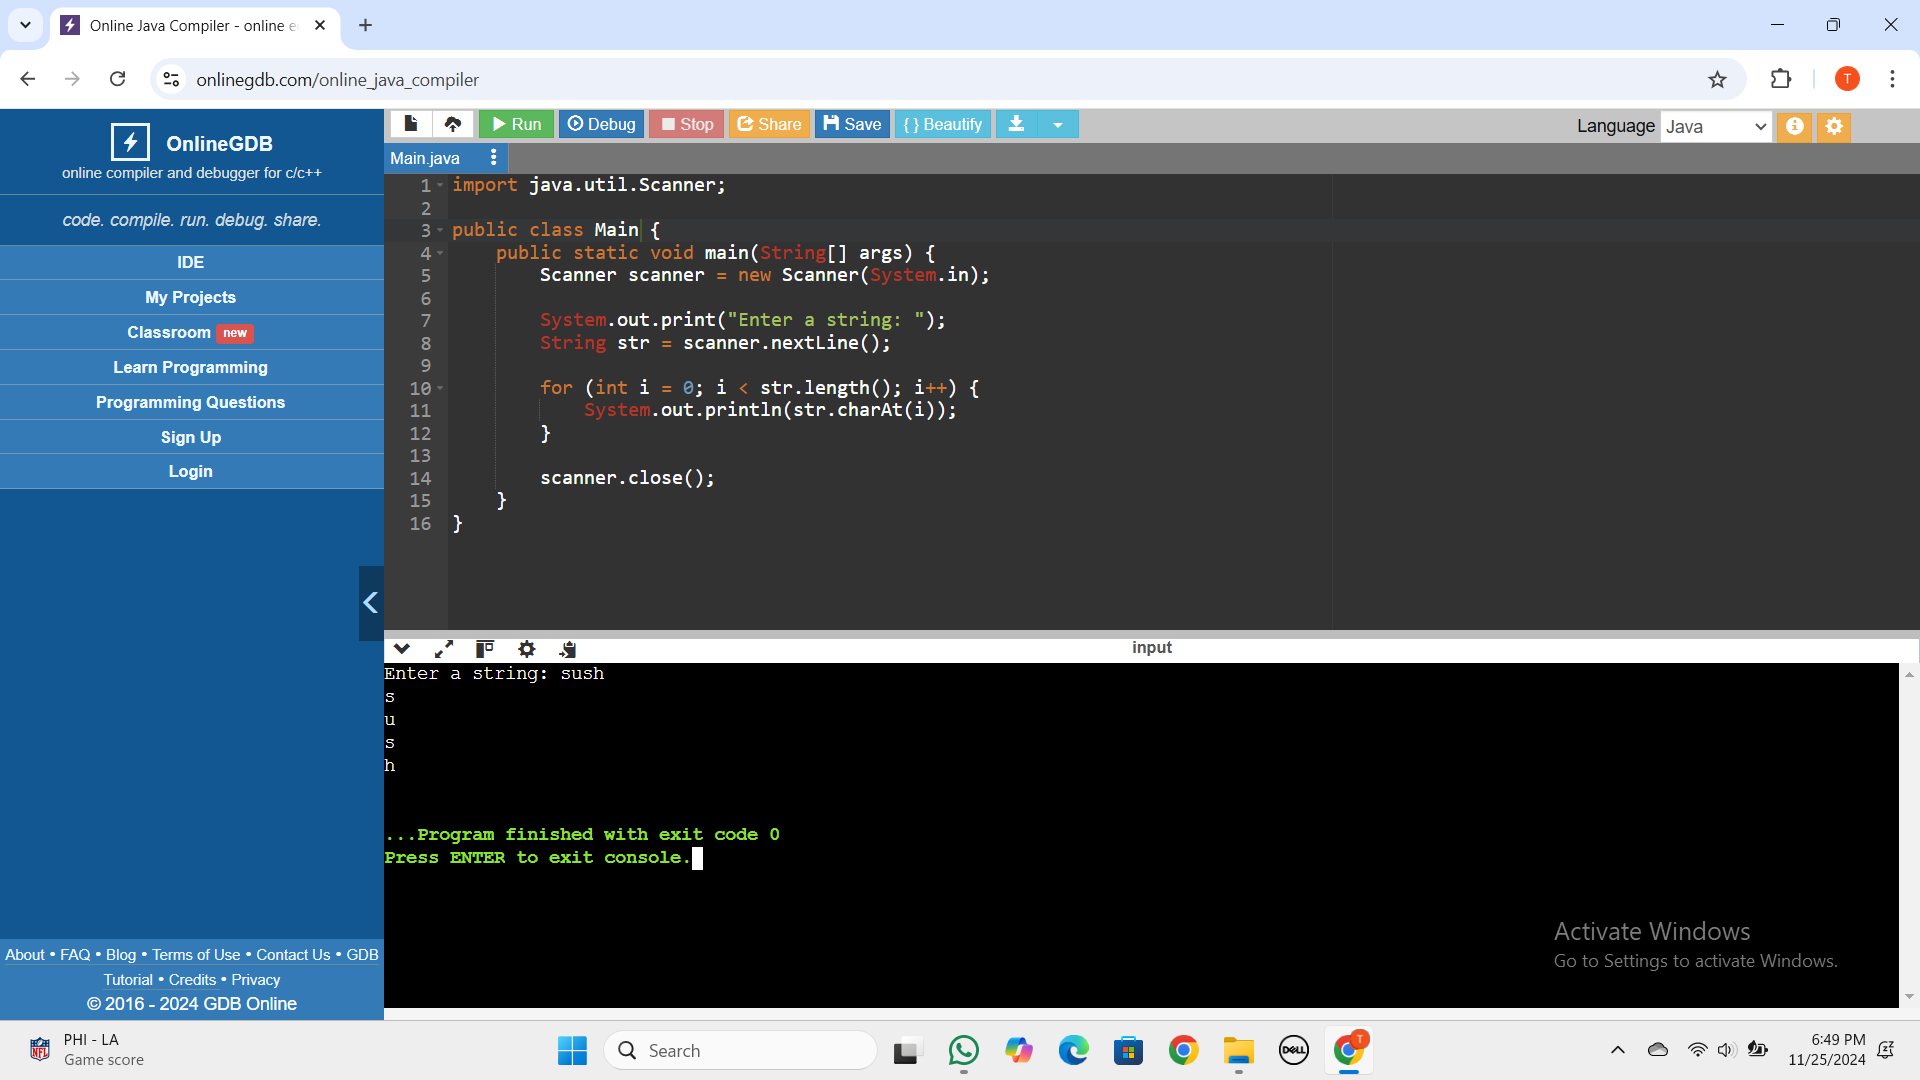 Online Java Compiler - online e
onlinegdb.com/online_java_compiler
T
OnlineGDB
online compiler and debugger for c/c++
code. compile. run. debug. share.
IDE
My Projects
Classroom new
Learn Programming
Programming Questions
Sign Up
Login
About • FAQ • Blog • Terms of Use • Contact Us • GDB
Tutorial • Credits • Privacy
© 2016 - 2024 GDB Online
Run Debug Stop Share Save { } Beautify
Language Java
Main.java
1 import java.util.Scanner;
2
3 public class Main {
4     public static void main(String[] args) {
5         Scanner scanner = new Scanner(System.in);
6
7         System.out.print("Enter a string: ");
8         String str = scanner.nextLine();
9
10         for (int i = 0; i < str.length(); i++) {
11             System.out.println(str.charAt(i));
12         }
13
14         scanner.close();
15     }
16 }
input
Enter a string: sush
s
u
s
h
...Program finished with exit code 0
Press ENTER to exit console.
Activate Windows
Go to Settings to activate Windows.
NFL
PHI - LA
Game score
Search
DELL
T
6:49 PM
11/25/2024